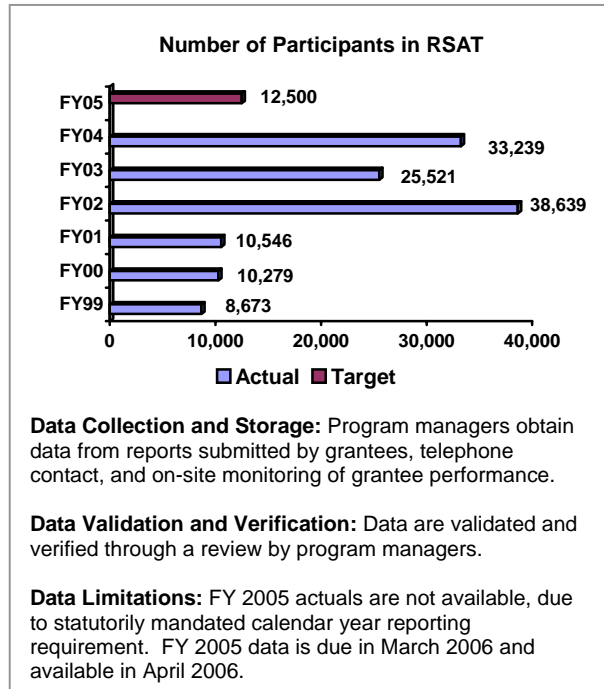 Number of Participants in RSAT
FY05 12,500
FY04 33,239
FY03 25,521
FY02 38,639
FY01 10,546
FY00 10,279
FY99 8,673
0 10,000 20,000 30,000 40,000
Actual Target
Data Collection and Storage: Program managers obtain
data from reports submitted by grantees, telephone
contact, and on-site monitoring of grantee performance.
Data Validation and Verification: Data are validated and
verified through a review by program managers.
Data Limitations: FY 2005 actuals are not available, due
to statutorily mandated calendar year reporting
requirement. FY 2005 data is due in March 2006 and
available in April 2006.